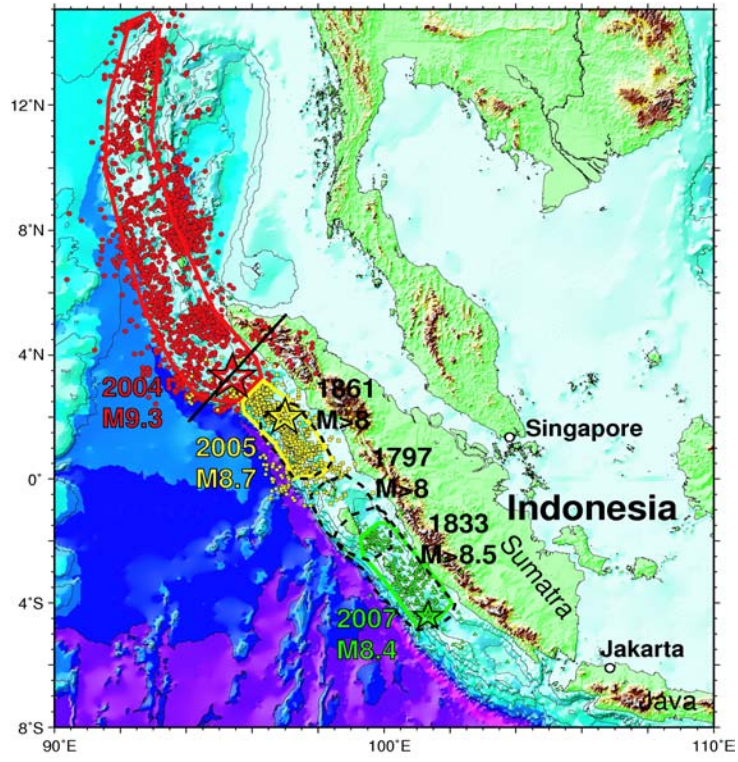 12°N
8°N
4°N
0°
4°S
8°S
90°E
100°E
110°E
2004
M9.3
1861
M>8
2005
M8.7
1797
M>8
1833
M>8.5
2007
M8.4
Singapore
Indonesia
Sumatra
Jakarta
Java